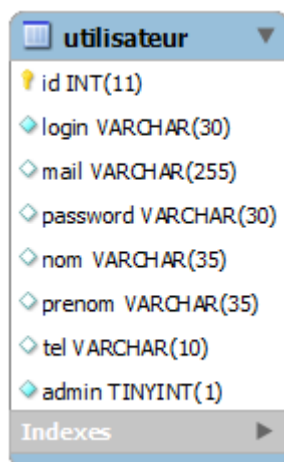 utilisateur
id INT(11)
login VARCHAR(30)
mail VARCHAR(255)
password VARCHAR(30)
nom VARCHAR(35)
prenom VARCHAR(35)
tel VARCHAR(10)
admin TINYINT(1)
Indexes